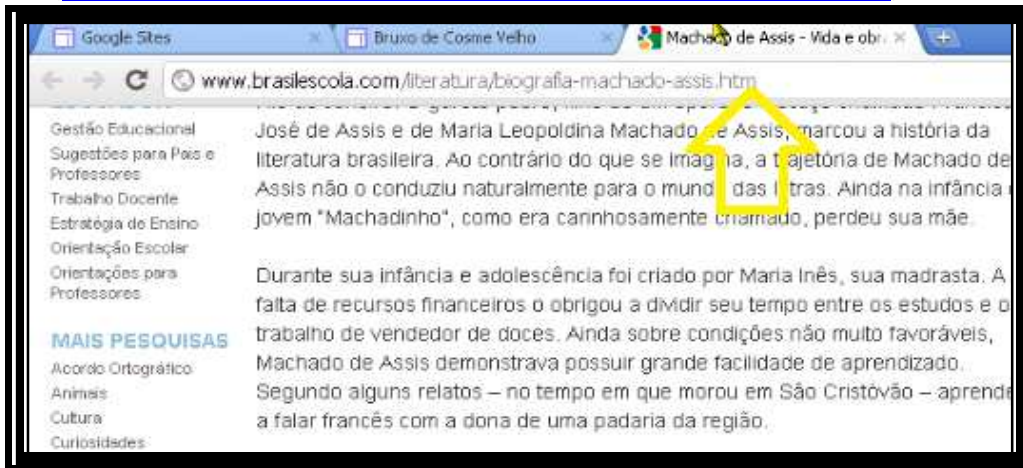 Google Sites
Bruxo de Cosme Velho
Machado de Assis - Vida e obr
www.brasilescola.com/literatura/biografia-machado-assis.htm
Gestão Educacional
Sugestões para Pais e
Professores
Trabalho Docente
Estratégia de Ensino
Orientação Escolar
Orientações para
Professores
MAIS PESQUISAS
Acordo Ortográfico
Animais
Cultura
Curiosidades
José de Assis e de Maria Leopoldina Machado de Assis, marcou a história da
literatura brasileira. Ao contrário do que se imagina, a trajetória de Machado de
Assis não o conduziu naturalmente para o mundo das letras. Ainda na infância
jovem "Machadinho", como era carinhosamente chamado, perdeu sua mãe.
Durante sua infância e adolescência foi criado por Maria Inês, sua madrasta. A
falta de recursos financeiros o obrigou a dividir seu tempo entre os estudos e o
trabalho de vendedor de doces. Ainda sobre condições não muito favoráveis,
Machado de Assis demonstrava possuir grande facilidade de aprendizado.
Segundo alguns relatos – no tempo em que morou em São Cristóvão – aprende
a falar francês com a dona de uma padaria da região.